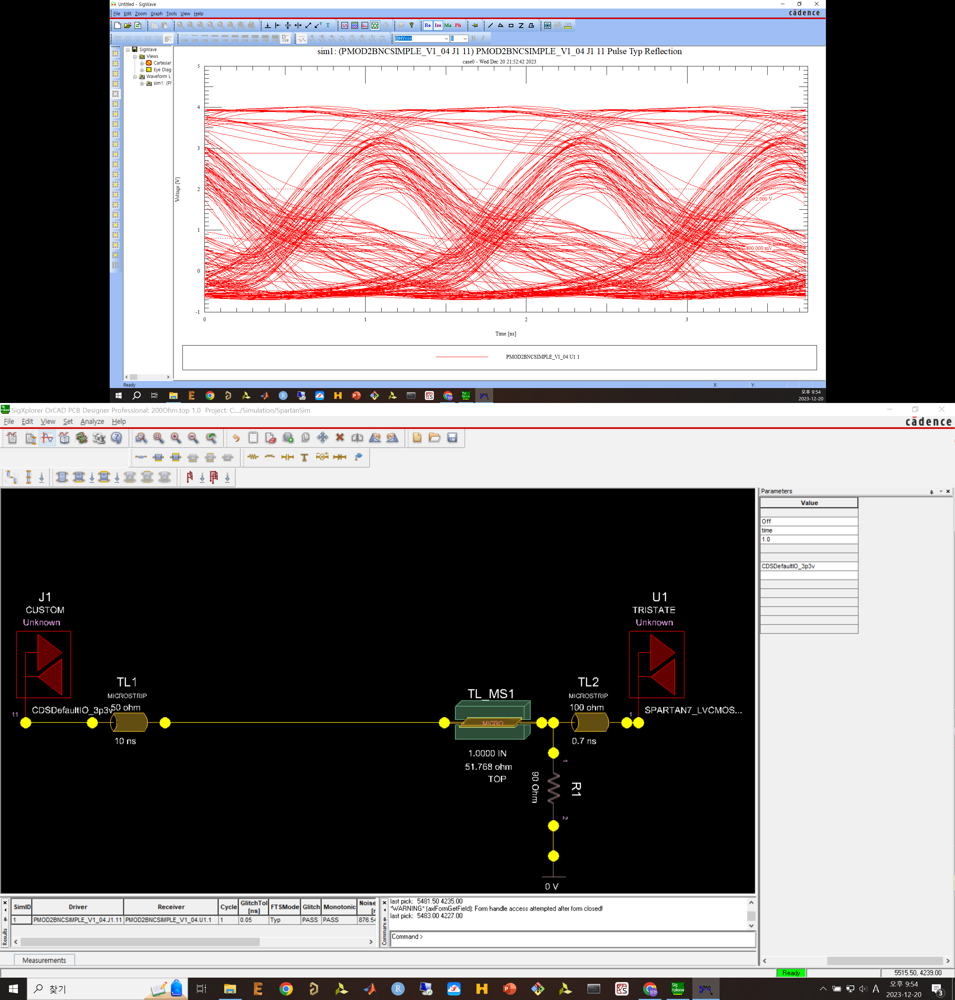 Untitled - SigWave
File Edit Zoom Graph Tools View Help
cādence
Re Im Ma Ph
SigWave
Views
Cartesian
Eye Diag
Waveform L
sim1: (Pl
sim1: (PMOD2BNCSIMPLE_V1_04 J1 11) PMOD2BNCSIMPLE_V1_04 J1 11 Pulse Typ Reflection
case0 - Wed Dec 20 21:52:42 2023
5
4
3
2
1
0
-1
Voltage [V]
2.000 V
800.000 mV
0 1 2 3
Time [ns]
PMOD2BNCSIMPLE_V1_04 U1 1
Ready
X: Y:
오후 9:54
2023-12-20
SigXplorer OrCAD PCB Designer Professional: 200Ohm.top 1.0 Project: C:.../Simulation/SpartanSim
File Edit View Set Analyze Help
cādence
Parameters
Value
Off
time
1.0
CDSDefaultIO_3p3v
J1
CUSTOM
Unknown
11
CDSDefaultIO_3p3v
TL1
MICROSTRIP
50 ohm
10 ns
TL_MS1
MICRO
1.0000 IN
51.768 ohm
TOP
TL2
MICROSTRIP
100 ohm
0.7 ns
U1
TRISTATE
Unknown
1
SPARTAN7_LVCMOS...
1
90 Ohm
R1
2
0 V
SimID Driver Receiver Cycle GlitchTol [ns] FTSMode Glitch Monotonic Noise
1 PMOD2BNCSIMPLE_V1_04.J1.11 PMOD2BNCSIMPLE_V1_04.U1.1 1 0.05 Typ PASS PASS 876.54
Results
last pick: 5481.50 4235.00
*WARNING* (axlFormGetField): Form handle access attempted after form closed!
last pick: 5483.00 4227.00
Command >
Command
Measurements
Ready
5515.50, 4239.00
찾기
A
오후 9:54
2023-12-20
3